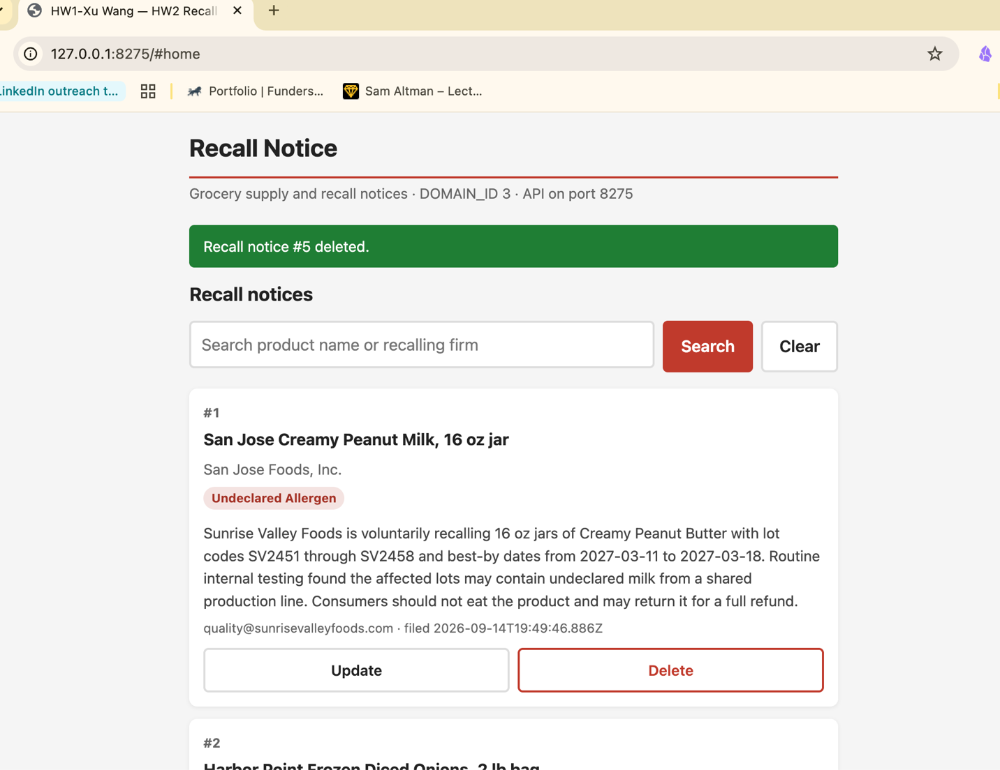 HW1-Xu Wang — HW2 Recall
127.0.0.1:8275/#home
LinkedIn outreach t...
Portfolio | Funders...
Sam Altman – Lect...
Recall Notice
Grocery supply and recall notices · DOMAIN_ID 3 · API on port 8275
Recall notice #5 deleted.
Recall notices
Search product name or recalling firm
Search
Clear
#1
San Jose Creamy Peanut Milk, 16 oz jar
San Jose Foods, Inc.
Undeclared Allergen
Sunrise Valley Foods is voluntarily recalling 16 oz jars of Creamy Peanut Butter with lot
codes SV2451 through SV2458 and best-by dates from 2027-03-11 to 2027-03-18. Routine
internal testing found the affected lots may contain undeclared milk from a shared
production line. Consumers should not eat the product and may return it for a full refund.
quality@sunrisevalleyfoods.com · filed 2026-09-14T19:49:46.886Z
Update
Delete
#2
Harbor Point Frozen Diced Onions, 2 lb bag